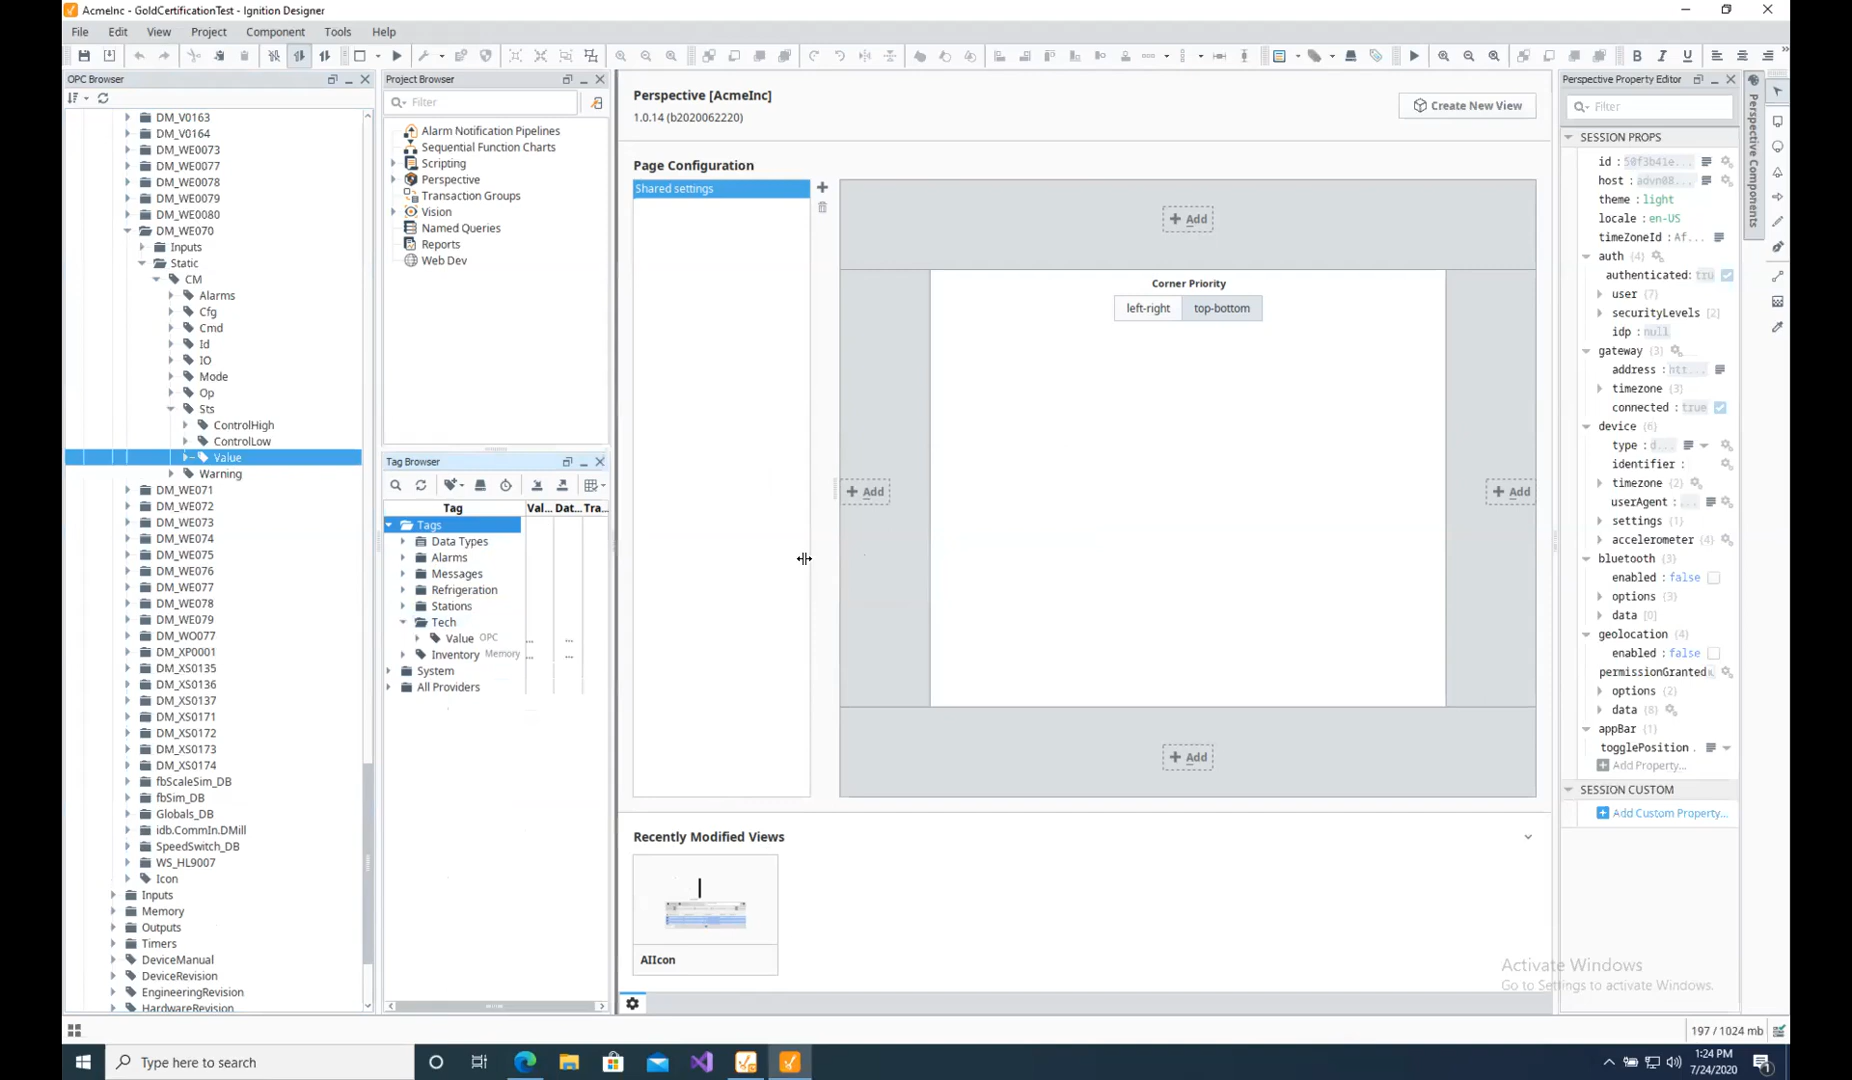 AcmeInc - GoldCertificationTest - Ignition Designer
File Edit View Project Component Tools Help
OPC Browser
DM_V0163
DM_V0164
DM_WE0073
DM_WE0077
DM_WE0078
DM_WE0079
DM_WE0080
DM_WE070
Inputs
Static
CM
Alarms
Cfg
Cmd
Id
IO
Mode
Op
Sts
ControlHigh
ControlLow
Value
Warning
DM_WE071
DM_WE072
DM_WE073
DM_WE074
DM_WE075
DM_WE076
DM_WE077
DM_WE078
DM_WE079
DM_WO077
DM_XP0001
DM_XS0135
DM_XS0136
DM_XS0137
DM_XS0171
DM_XS0172
DM_XS0173
DM_XS0174
fbScaleSim_DB
fbSim_DB
Globals_DB
idb.CommIn.DMill
SpeedSwitch_DB
WS_HL9007
Icon
Inputs
Memory
Outputs
Timers
DeviceManual
DeviceRevision
EngineeringRevision
HardwareRevision
Project Browser
Filter
Alarm Notification Pipelines
Sequential Function Charts
Scripting
Perspective
Transaction Groups
Vision
Named Queries
Reports
Web Dev
Tag Browser
Tag Val... Dat... Tra...
Tags
Data Types
Alarms
Messages
Refrigeration
Stations
Tech
Value OPC ... ...
Inventory Memory ... ...
System
All Providers
Perspective [AcmeInc]
1.0.14 (b2020062220)
Create New View
Page Configuration
Shared settings
Add
Corner Priority
left-right top-bottom
Add
Add
Add
Recently Modified Views
AIIcon
Perspective Property Editor
Filter
SESSION PROPS
id : 50f3b41e...
host : advn08...
theme : light
locale : en-US
timeZoneId : Af...
auth (4)
authenticated: tru
user (7)
securityLevels [2]
idp : null
gateway (3)
address : htt...
timezone (3)
connected : true
device (6)
type : d...
identifier :
timezone (2)
userAgent : ...
settings (1)
accelerometer (4)
bluetooth (3)
enabled : false
options (3)
data [0]
geolocation (4)
enabled : false
permissionGranted
options (2)
data (8)
appBar (1)
togglePosition .
Add Property...
SESSION CUSTOM
Add Custom Property...
Perspective Components
B I U
Activate Windows
Go to Settings to activate Windows.
197 / 1024 mb
Type here to search
1:24 PM
7/24/2020
1